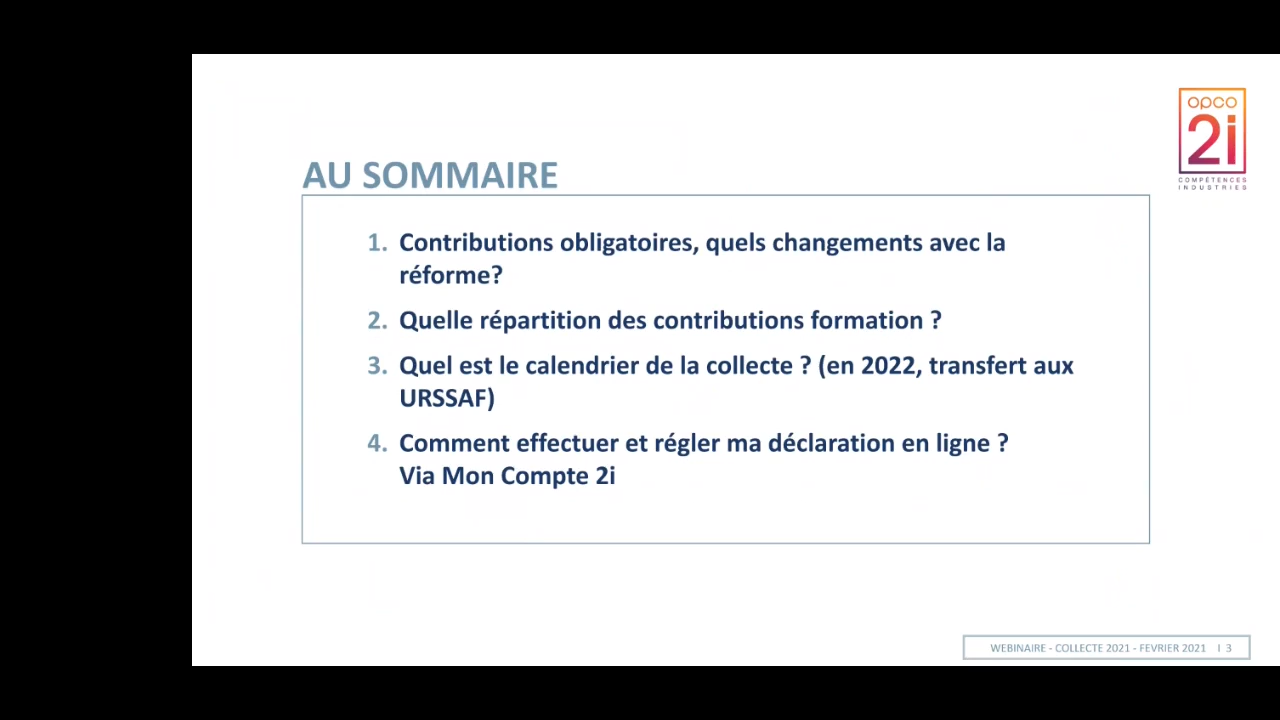 opco
2i
COMPÉTENCES
INDUSTRIES
AU SOMMAIRE
1. Contributions obligatoires, quels changements avec la
réforme?
2. Quelle répartition des contributions formation ?
3. Quel est le calendrier de la collecte ? (en 2022, transfert aux
URSSAF)
4. Comment effectuer et régler ma déclaration en ligne ?
Via Mon Compte 2i
WEBINAIRE - COLLECTE 2021 - FEVRIER 2021 I 3